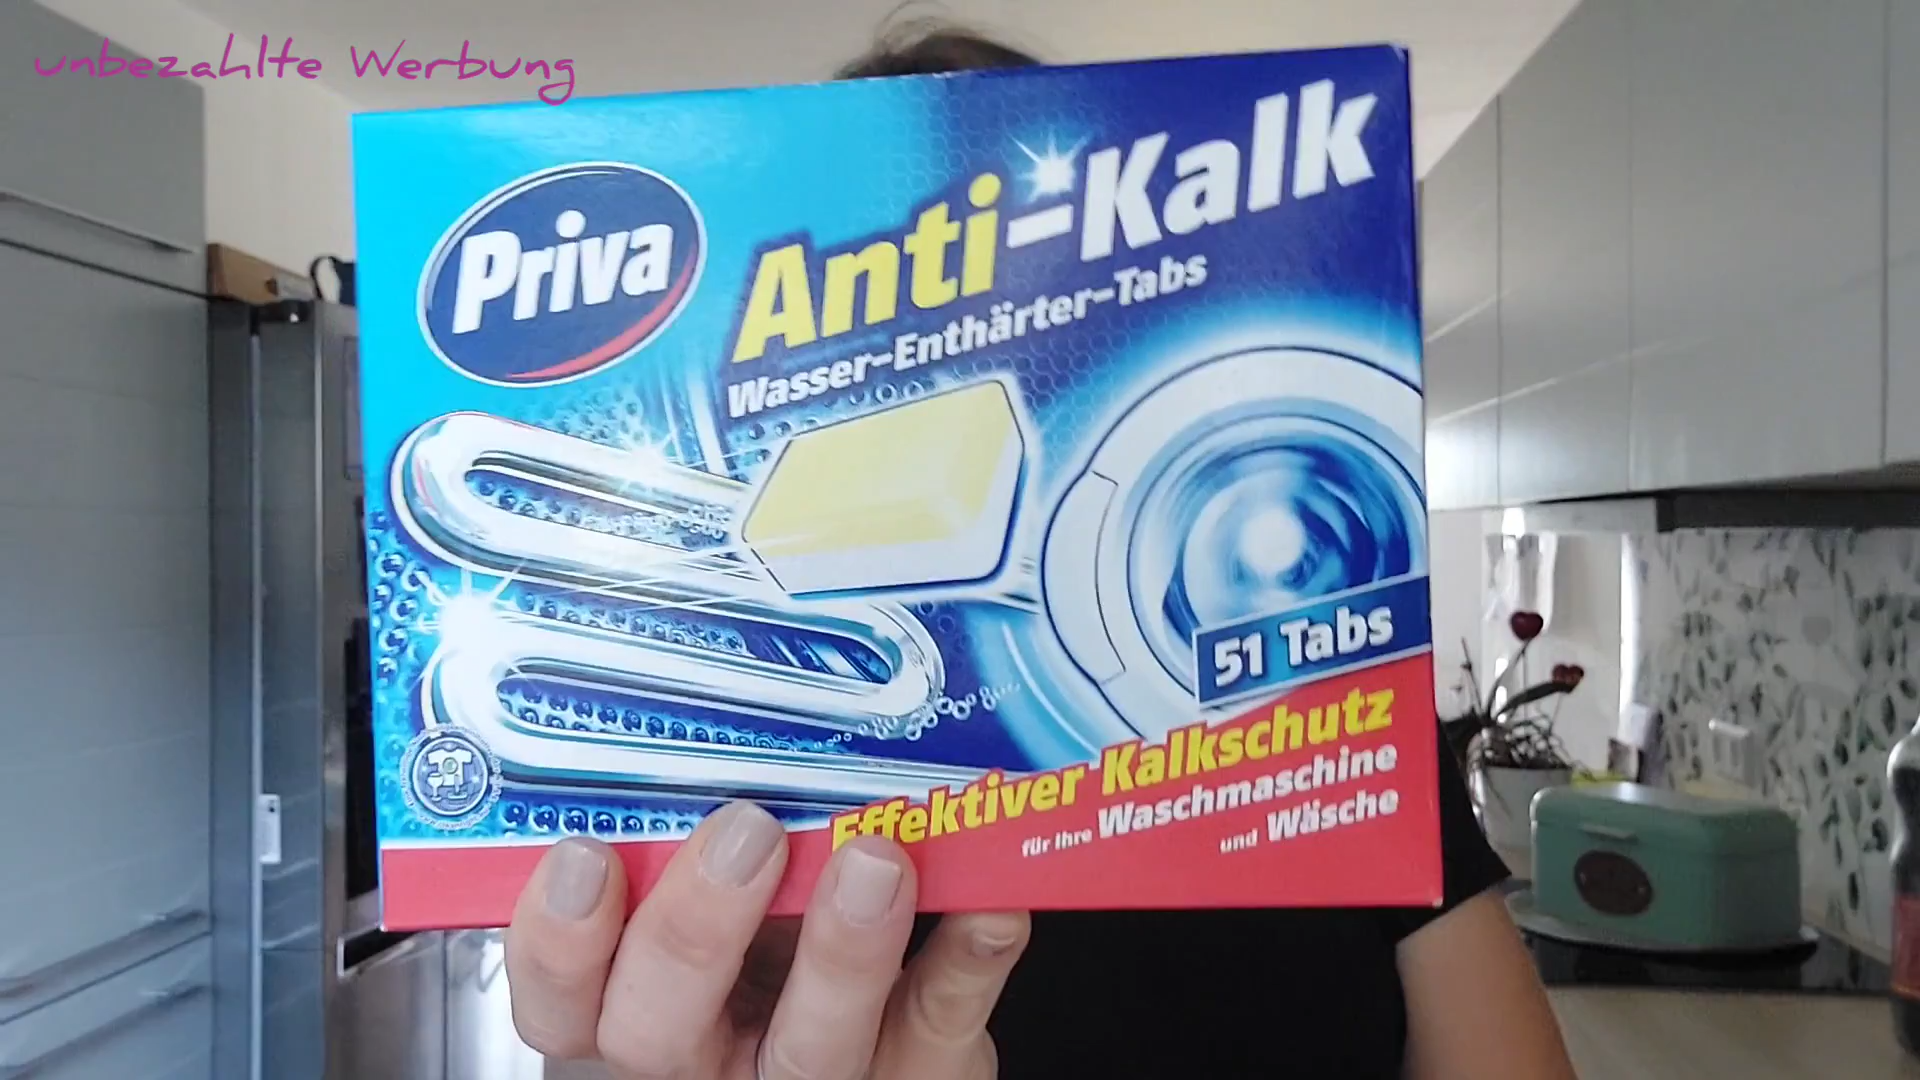 unbezahlte Werbung
Priva
Anti-Kalk
Wasser-Enthärter-Tabs
51 Tabs
Effektiver Kalkschutz
für Ihre Waschmaschine
und Wäsche